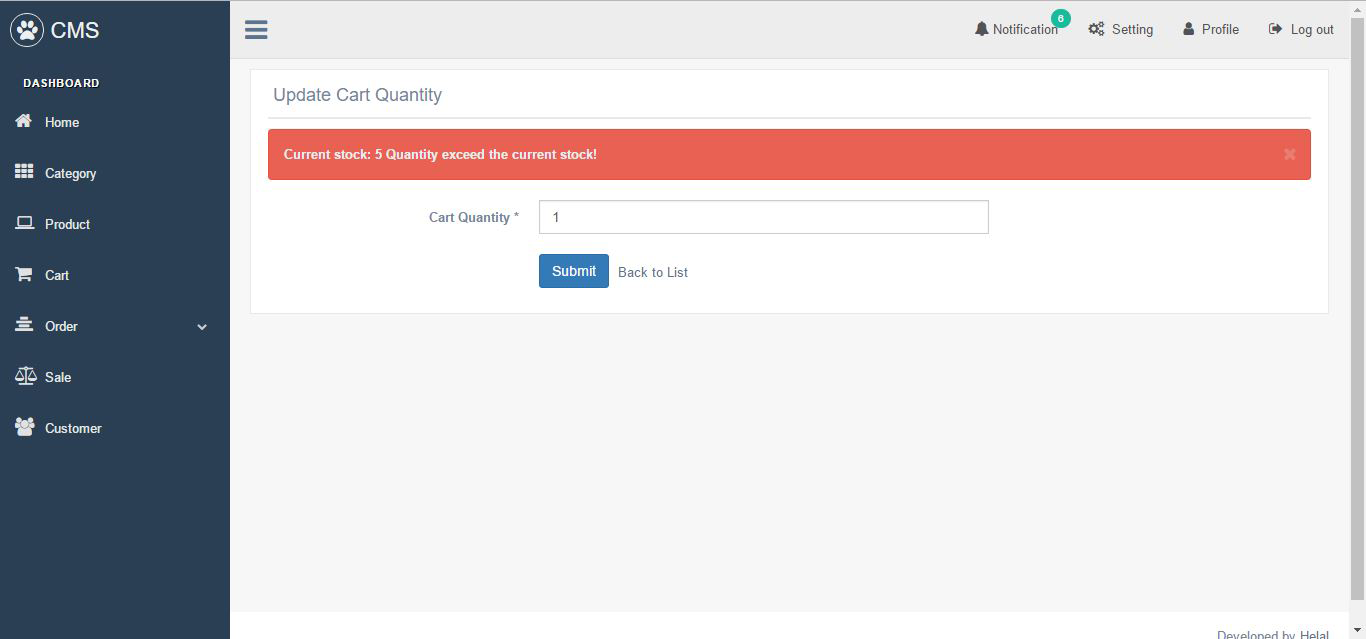 CMS
Notification 6
Setting
Profile
Log out
DASHBOARD
Home
Category
Product
Cart
Order
Sale
Customer
Update Cart Quantity
Current stock: 5 Quantity exceed the current stock!
Cart Quantity * 1
Submit Back to List
Developed by Helal